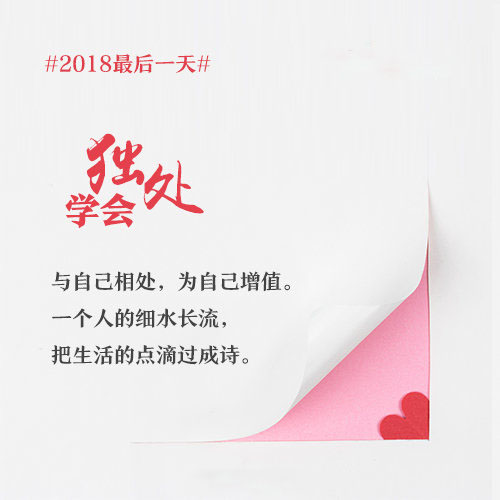 #2018最后一天#
学会独处
与自己相处，为自己增值。
一个人的细水长流，
把生活的点滴过成诗。